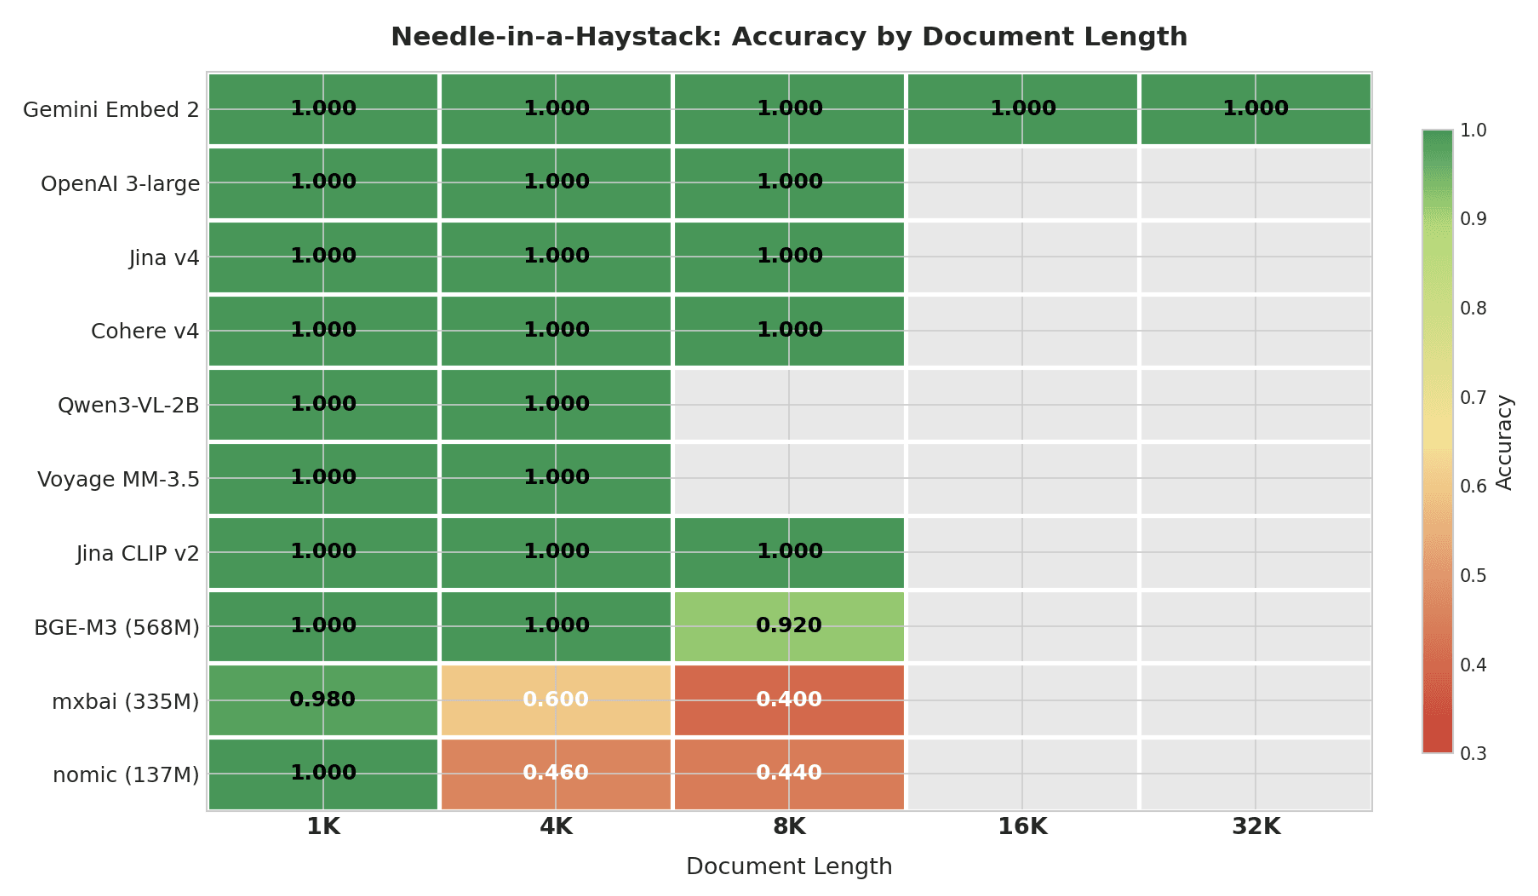 Needle-in-a-Haystack: Accuracy by Document Length
Gemini Embed 2 1.000 1.000 1.000 1.000 1.000
OpenAI 3-large 1.000 1.000 1.000
Jina v4 1.000 1.000 1.000
Cohere v4 1.000 1.000 1.000
Qwen3-VL-2B 1.000 1.000
Voyage MM-3.5 1.000 1.000
Jina CLIP v2 1.000 1.000 1.000
BGE-M3 (568M) 1.000 1.000 0.920
mxbai (335M) 0.980 0.600 0.400
nomic (137M) 1.000 0.460 0.440
1K 4K 8K 16K 32K
Document Length
1.0
0.9
0.8
0.7
0.6
0.5
0.4
0.3
Accuracy